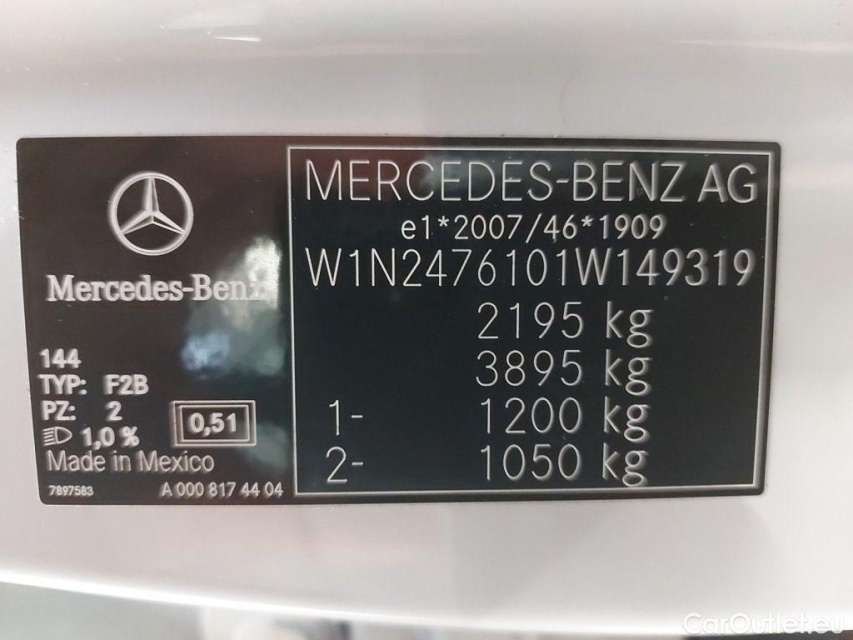 Mercedes-Benz
144
TYP: F2B
PZ: 2
1,0 %
0,51
Made in Mexico
7897583
A 000 817 44 04
MERCEDES-BENZ AG
e1*2007/46*1909
W1N2476101W149319
2195 kg
3895 kg
1- 1200 kg
2- 1050 kg
CarOutlet.eu